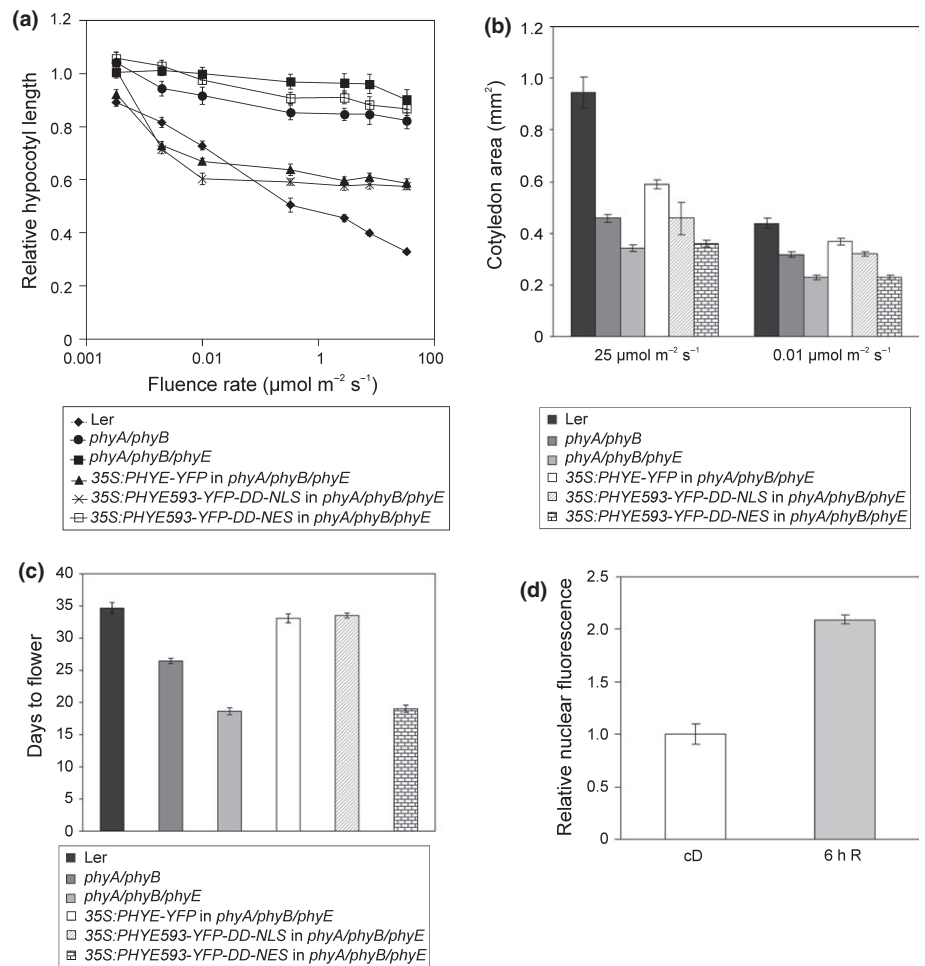 (a)
1.2
1.0
0.8
0.6
0.4
0.2
0
Relative hypocotyl length
0.001
0.01
1
100
Fluence rate (µmol m⁻² s⁻¹)
Ler
phyA/phyB
phyA/phyB/phyE
35S:PHYE-YFP in phyA/phyB/phyE
35S:PHYE593-YFP-DD-NLS in phyA/phyB/phyE
35S:PHYE593-YFP-DD-NES in phyA/phyB/phyE
(b)
1.2
1.0
0.8
0.6
0.4
0.2
0
Cotyledon area (mm²)
25 µmol m⁻² s⁻¹
0.01 µmol m⁻² s⁻¹
Ler
phyA/phyB
phyA/phyB/phyE
35S:PHYE-YFP in phyA/phyB/phyE
35S:PHYE593-YFP-DD-NLS in phyA/phyB/phyE
35S:PHYE593-YFP-DD-NES in phyA/phyB/phyE
(c)
40
35
30
25
20
15
10
5
0
Days to flower
Ler
phyA/phyB
phyA/phyB/phyE
35S:PHYE-YFP in phyA/phyB/phyE
35S:PHYE593-YFP-DD-NLS in phyA/phyB/phyE
35S:PHYE593-YFP-DD-NES in phyA/phyB/phyE
(d)
2.5
2.0
1.5
1.0
0.5
0
Relative nuclear fluorescence
cD
6 h R